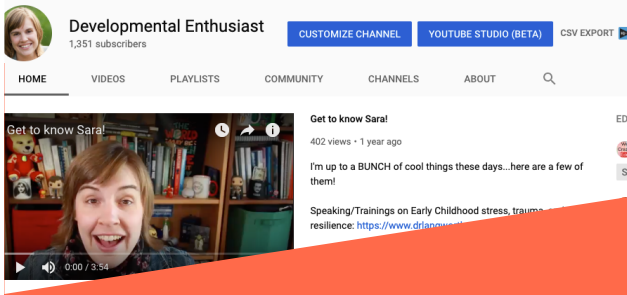 Developmental Enthusiast
1,351 subscribers
CUSTOMIZE CHANNEL
YOUTUBE STUDIO (BETA)
CSV EXPORT
HOME
VIDEOS
PLAYLISTS
COMMUNITY
CHANNELS
ABOUT
Get to know Sara!
0:00 / 3:54
Get to know Sara!
402 views • 1 year ago
I'm up to a BUNCH of cool things these days...here are a few of
them!
Speaking/Trainings on Early Childhood stress, trauma
resilience: https://www.drlangwort
ED
S